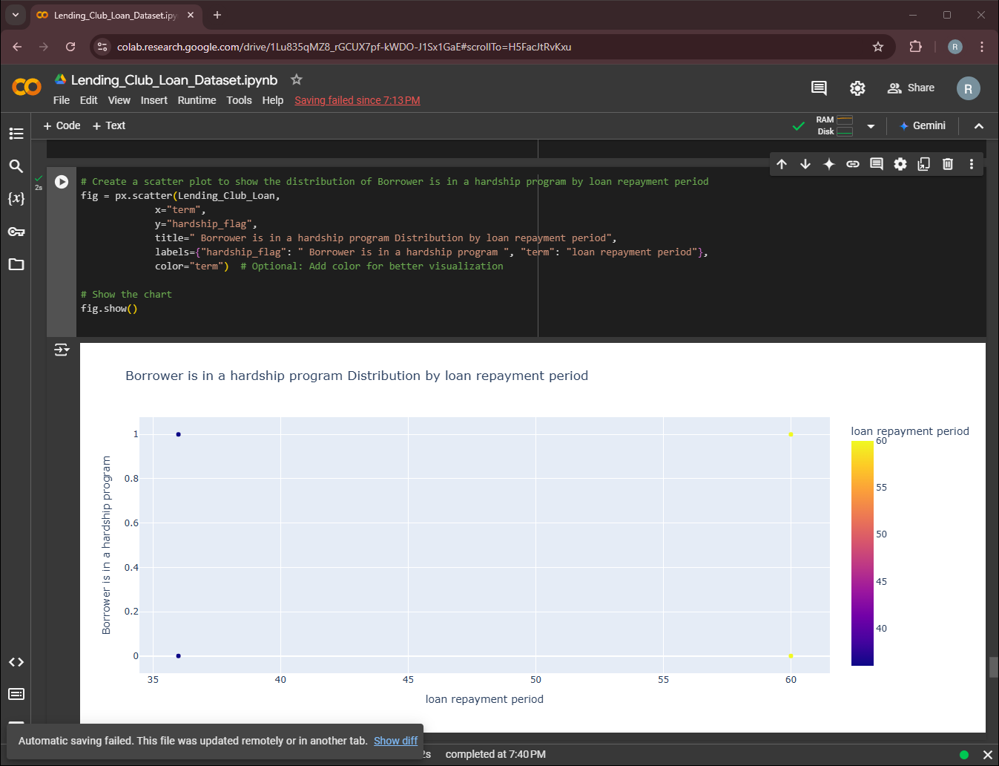 Lending_Club_Loan_Dataset.ipy
colab.research.google.com/drive/1Lu835qMZ8_rGCUX7pf-kWDO-J1Sx1GaE#scrollTo=H5FacJtRvKxu
R
Lending_Club_Loan_Dataset.ipynb
File Edit View Insert Runtime Tools Help Saving failed since 7:13 PM
Share
R
+ Code + Text
RAM
Disk
Gemini
2s
# Create a scatter plot to show the distribution of Borrower is in a hardship program by loan repayment period
fig = px.scatter(Lending_Club_Loan,
x="term",
y="hardship_flag",
title=" Borrower is in a hardship program Distribution by loan repayment period",
labels={"hardship_flag": " Borrower is in a hardship program ", "term": "loan repayment period"},
color="term")  # Optional: Add color for better visualization
# Show the chart
fig.show()
Borrower is in a hardship program Distribution by loan repayment period
Borrower is in a hardship program
1
0.8
0.6
0.4
0.2
0
35 40 45 50 55 60
loan repayment period
loan repayment period
60
55
50
45
40
{x}
Automatic saving failed. This file was updated remotely or in another tab. Show diff
2s completed at 7:40 PM